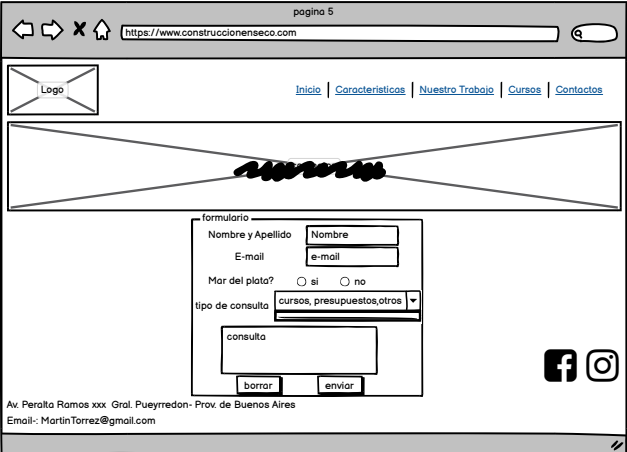 pagina 5
https://www.construccionenseco.com
Logo
Inicio Caracteristicas Nuestro Trabajo Cursos Contactos
formulario
Nombre y Apellido Nombre
E-mail e-mail
Mar del plata? si no
tipo de consulta cursos, presupuestos,otros
consulta
borrar enviar
Av. Peralta Ramos xxx Gral. Pueyrredon- Prov. de Buenos Aires
Email-: MartinTorrez@gmail.com